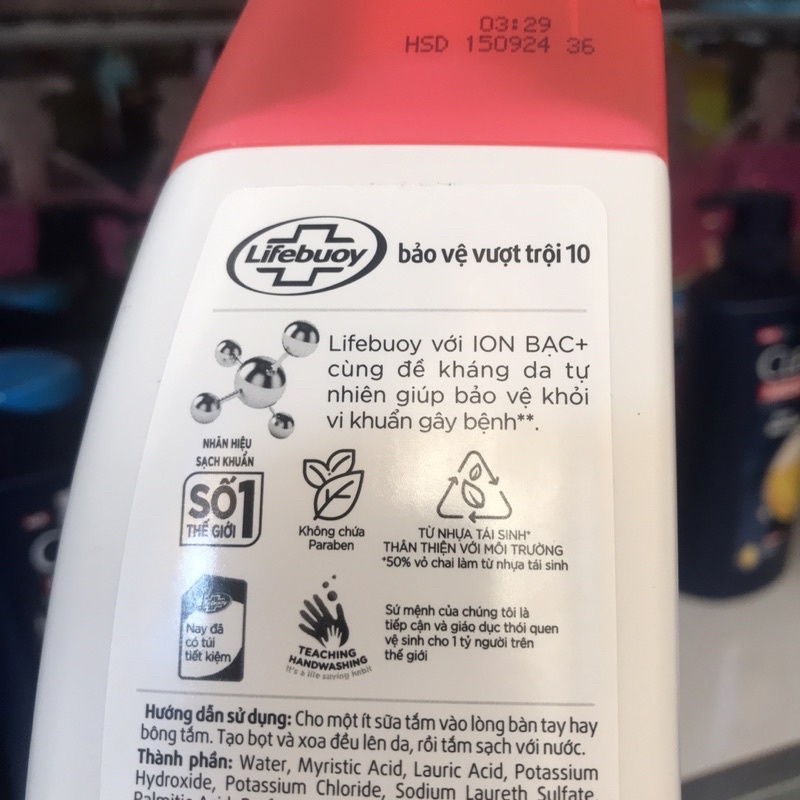 03:29
HSD 150924 36
Lifebuoy
bảo vệ vượt trội 10
Lifebuoy với ION BẠC+
cùng đề kháng da tự
nhiên giúp bảo vệ khỏi
vi khuẩn gây bệnh**.
NHÃN HIỆU
SẠCH KHUẨN
SỐ 1
THẾ GIỚI
Không chứa
Paraben
TỪ NHỰA TÁI SINH*
THÂN THIỆN VỚI MÔI TRƯỜNG
*50% vỏ chai làm từ nhựa tái sinh
Nay đã
có túi
tiết kiệm
TEACHING
HANDWASHING
It's a life saving habit
Sứ mệnh của chúng tôi là
tiếp cận và giáo dục thói quen
vệ sinh cho 1 tỷ người trên
thế giới
Hướng dẫn sử dụng: Cho một ít sữa tắm vào lòng bàn tay hay
bông tắm. Tạo bọt và xoa đều lên da, rồi tắm sạch với nước.
Thành phần: Water, Myristic Acid, Lauric Acid, Potassium
Hydroxide, Potassium Chloride, Sodium Laureth Sulfate,
Palmitic Acid